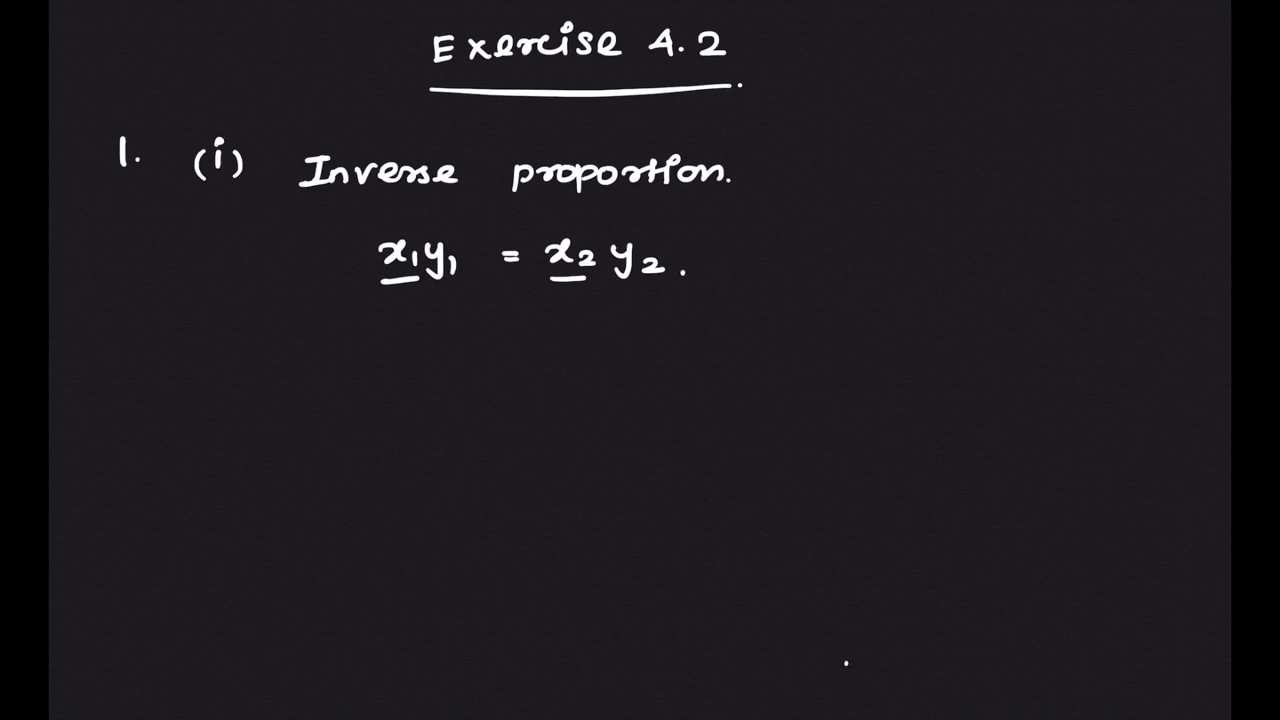 Exercise 4.2
1. (i) Inverse proportion.
x₁y₁ = x₂y₂.